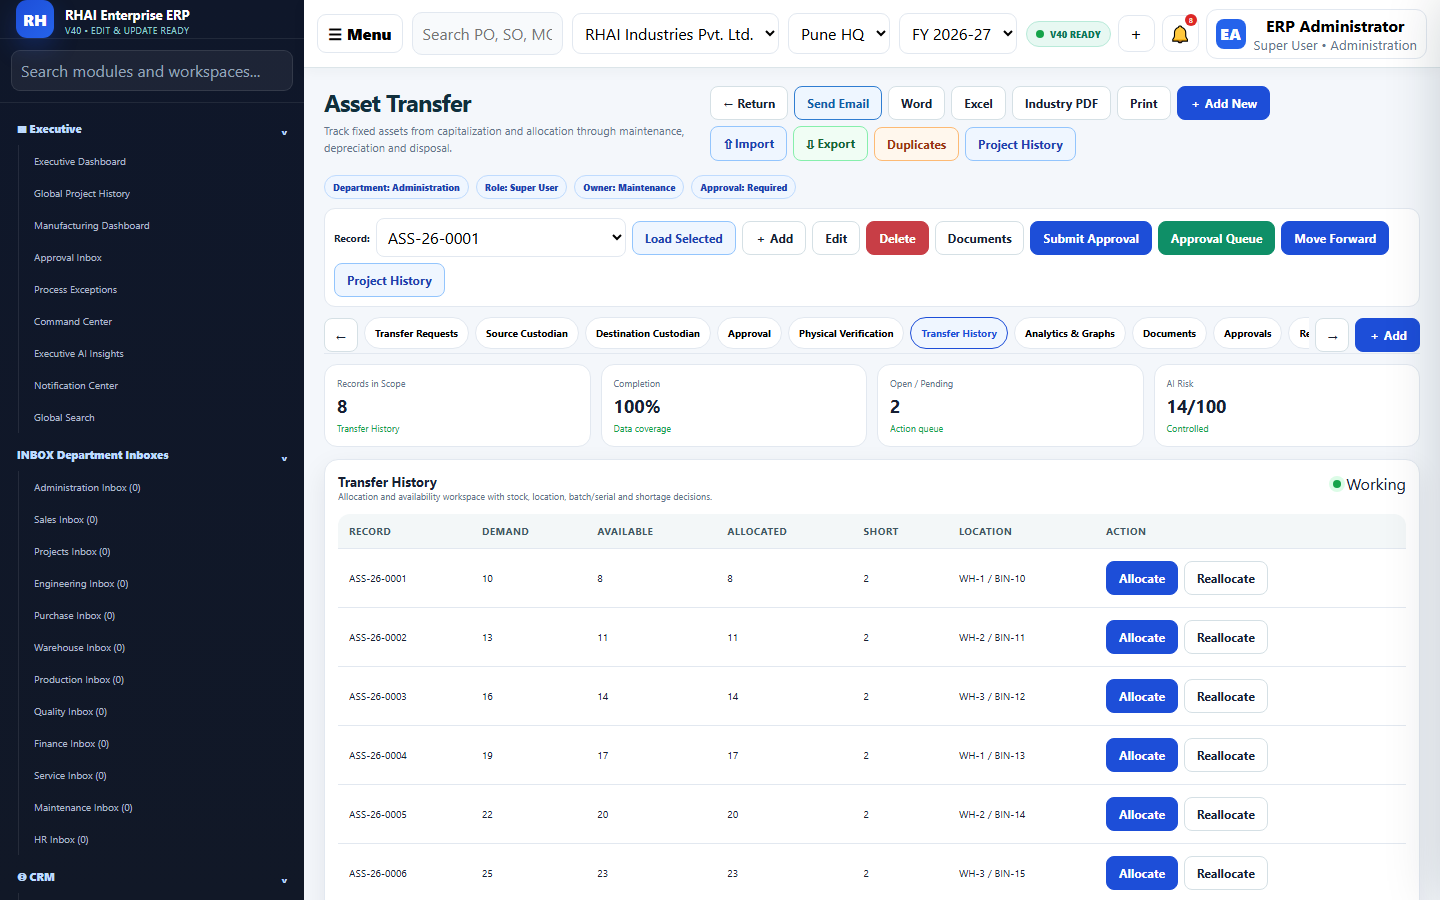 RH
RHAI Enterprise ERP
V40 • EDIT & UPDATE READY
Search modules and workspaces...
Executive
Executive Dashboard
Global Project History
Manufacturing Dashboard
Approval Inbox
Process Exceptions
Command Center
Executive AI Insights
Notification Center
Global Search
INBOX Department Inboxes
Administration Inbox (0)
Sales Inbox (0)
Projects Inbox (0)
Engineering Inbox (0)
Purchase Inbox (0)
Warehouse Inbox (0)
Production Inbox (0)
Quality Inbox (0)
Finance Inbox (0)
Service Inbox (0)
Maintenance Inbox (0)
HR Inbox (0)
CRM
☰ Menu
Search PO, SO, MC
RHAI Industries Pvt. Ltd.
Pune HQ
FY 2026-27
V40 READY
+
8
EA
ERP Administrator
Super User • Administration
Asset Transfer
Track fixed assets from capitalization and allocation through maintenance,
depreciation and disposal.
← Return
Send Email
Word
Excel
Industry PDF
Print
+ Add New
⇧ Import
⇩ Export
Duplicates
Project History
Department: Administration
Role: Super User
Owner: Maintenance
Approval: Required
Record:
ASS-26-0001
Load Selected
+ Add
Edit
Delete
Documents
Submit Approval
Approval Queue
Move Forward
Project History
←
Transfer Requests
Source Custodian
Destination Custodian
Approval
Physical Verification
Transfer History
Analytics & Graphs
Documents
Approvals
Re
→
+ Add
Records in Scope
8
Transfer History
Completion
100%
Data coverage
Open / Pending
2
Action queue
AI Risk
14/100
Controlled
Transfer History
Allocation and availability workspace with stock, location, batch/serial and shortage decisions.
Working
RECORD DEMAND AVAILABLE ALLOCATED SHORT LOCATION ACTION
ASS-26-0001 10 8 8 2 WH-1 / BIN-10 Allocate Reallocate
ASS-26-0002 13 11 11 2 WH-2 / BIN-11 Allocate Reallocate
ASS-26-0003 16 14 14 2 WH-3 / BIN-12 Allocate Reallocate
ASS-26-0004 19 17 17 2 WH-1 / BIN-13 Allocate Reallocate
ASS-26-0005 22 20 20 2 WH-2 / BIN-14 Allocate Reallocate
ASS-26-0006 25 23 23 2 WH-3 / BIN-15 Allocate Reallocate